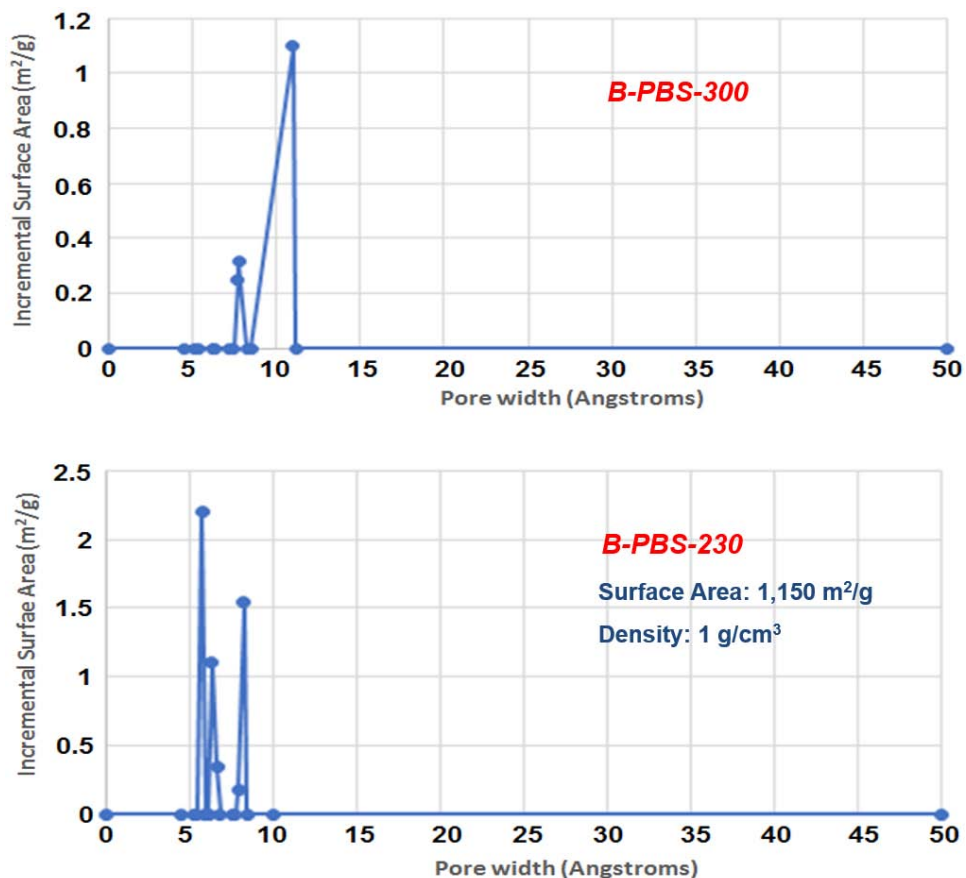 Incremental Surface Area (m²/g)
1.2
1
0.8
0.6
0.4
0.2
0
B-PBS-300
0 5 10 15 20 25 30 35 40 45 50
Pore width (Angstroms)
Incremental Surfae Area (m²/g)
2.5
2
1.5
1
0.5
0
B-PBS-230
Surface Area: 1,150 m²/g
Density: 1 g/cm³
0 5 10 15 20 25 30 35 40 45 50
Pore width (Angstroms)